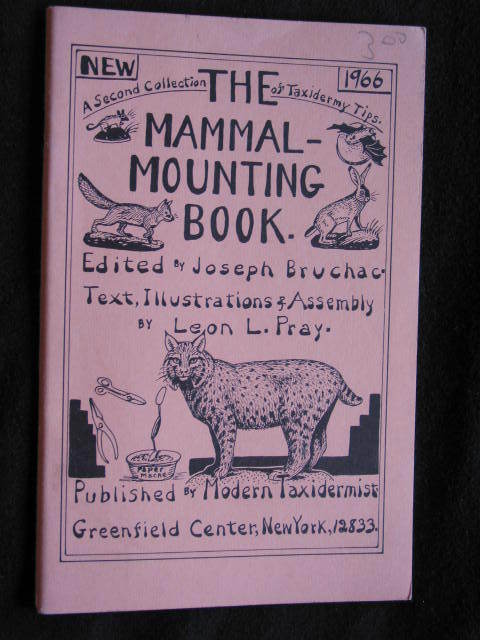 3 00
NEW
1966
A Second Collection of Taxidermy Tips.
THE
MAMMAL-
MOUNTING
BOOK.
Edited By Joseph Bruchac.
Text, Illustrations & Assembly
BY Leon L. Pray.
PAPER
MACHE
Published By Modern Taxidermist
Greenfield Center, New York, 12833.